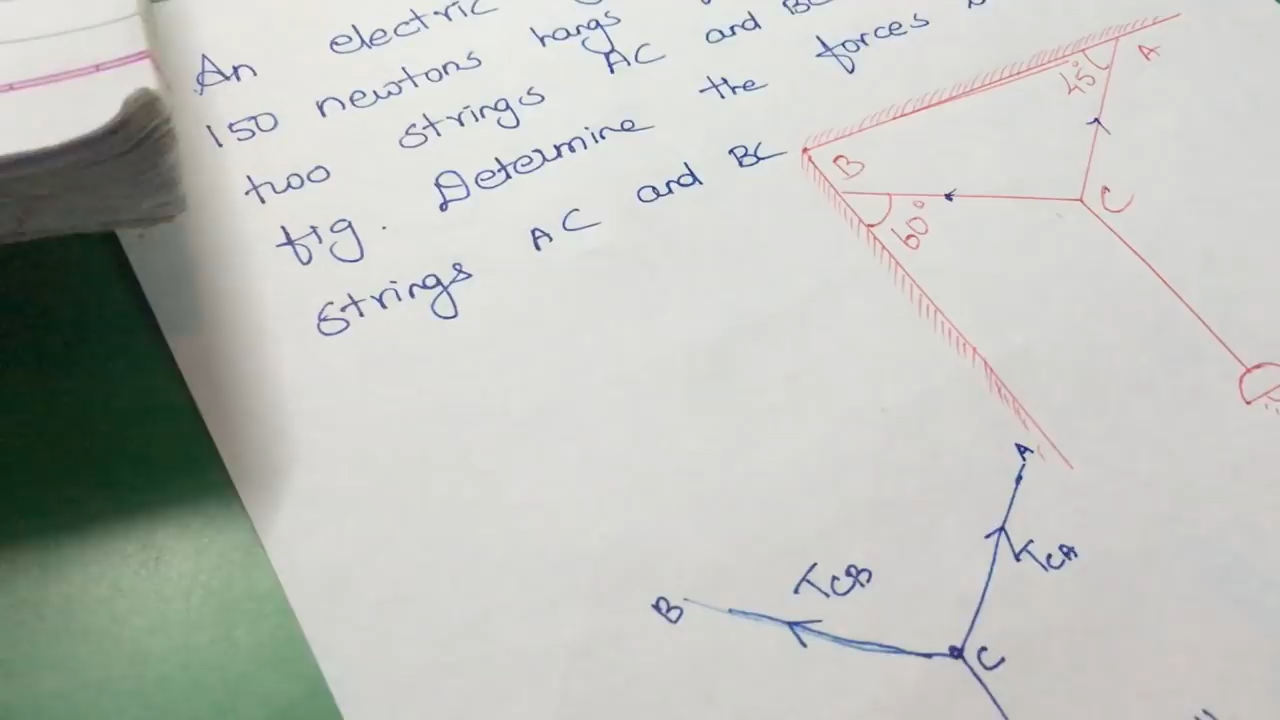 An electric
150 newtons hangs
two strings AC and BC
fig. Determine the forces
strings AC and BC
45°
A
B
60°
C
A
TCA
TCB
B
C